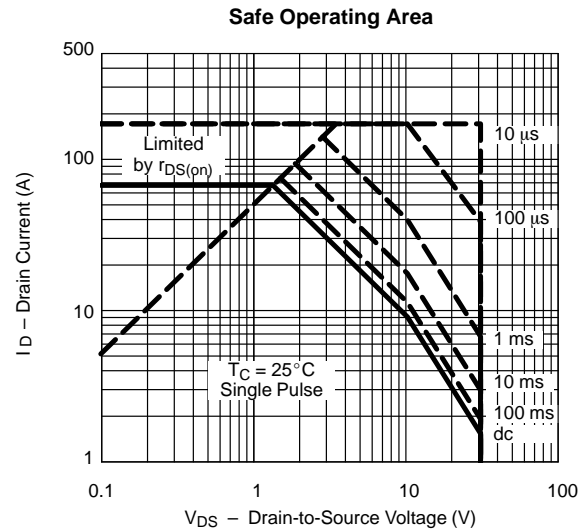 Safe Operating Area
500
Limited
by rDS(on)
10 µs
100
100 µs
ID – Drain Current (A)
10
1 ms
TC = 25°C
Single Pulse
10 ms
100 ms
dc
1
0.1
1
10
100
VDS – Drain-to-Source Voltage (V)